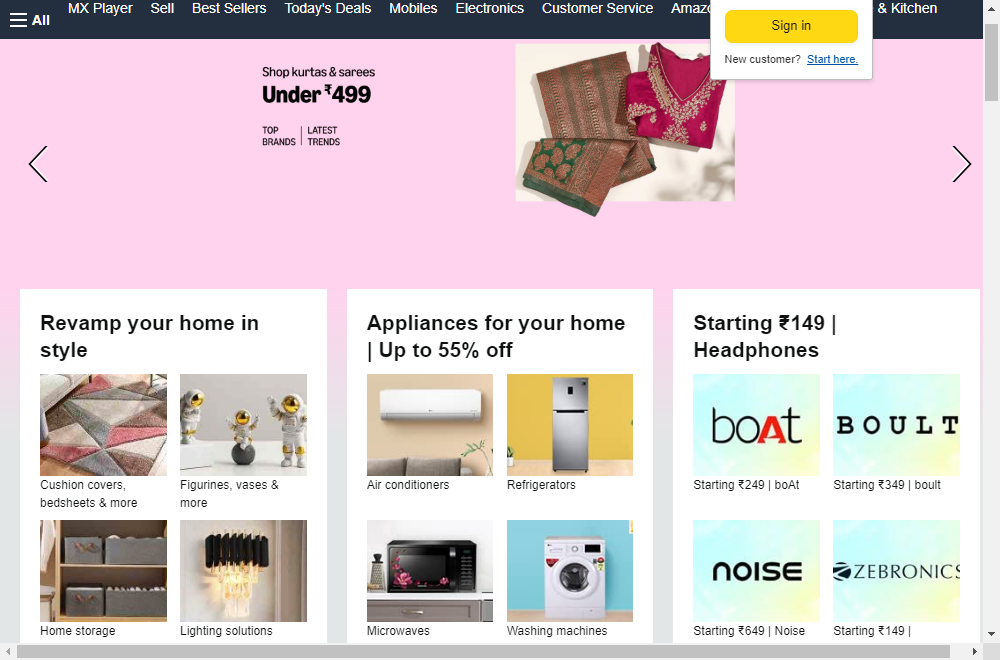 All
MX Player
Sell
Best Sellers
Today's Deals
Mobiles
Electronics
Customer Service
& Kitchen
Sign in
New customer? Start here.
Shop kurtas & sarees
Under ₹499
TOP BRANDS | LATEST TRENDS
Revamp your home in
style
Cushion covers,
bedsheets & more
Figurines, vases &
more
Home storage
Lighting solutions
Appliances for your home
| Up to 55% off
Air conditioners
Refrigerators
Microwaves
Washing machines
Starting ₹149 |
Headphones
boAt
BOULT
Starting ₹249 | boAt
Starting ₹349 | boult
noise
ZEBRONICS
Starting ₹649 | Noise
Starting ₹149 |